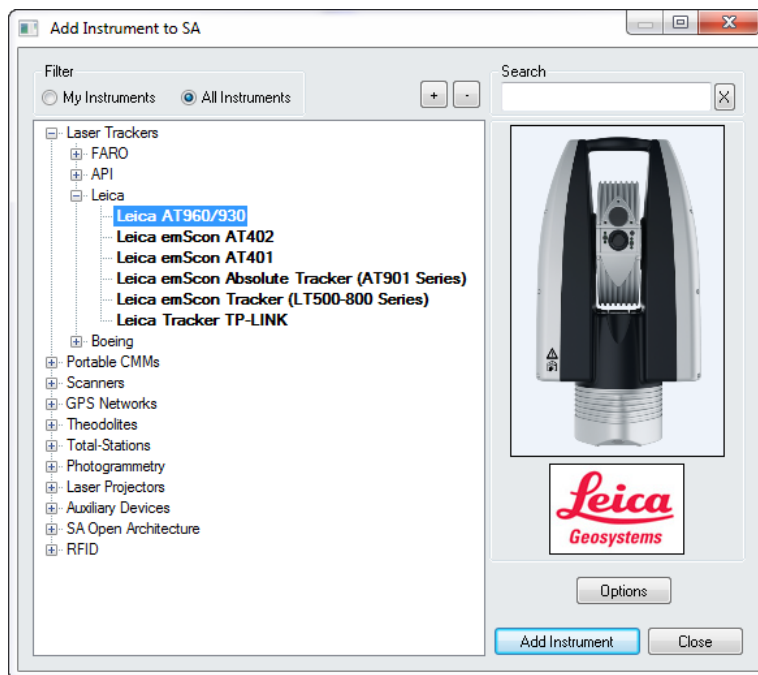 Add Instrument to SA
Filter
My Instruments
All Instruments
+
-
Search
X
Laser Trackers
FARO
API
Leica
Leica AT960/930
Leica emScon AT402
Leica emScon AT401
Leica emScon Absolute Tracker (AT901 Series)
Leica emScon Tracker (LT500-800 Series)
Leica Tracker TP-LINK
Boeing
Portable CMMs
Scanners
GPS Networks
Theodolites
Total-Stations
Photogrammetry
Laser Projectors
Auxiliary Devices
SA Open Architecture
RFID
Leica
Geosystems
Options
Add Instrument
Close